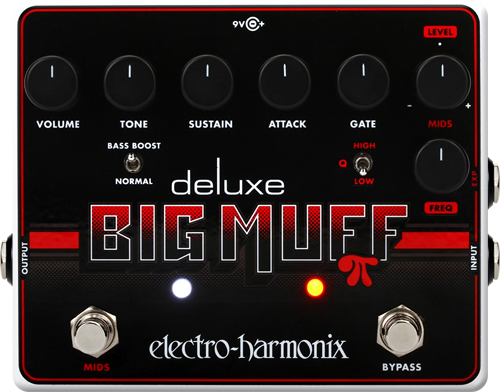 9V
- +
LEVEL
VOLUME TONE SUSTAIN ATTACK GATE
- +
MIDS
BASS BOOST
NORMAL
HIGH
Q
LOW
EXP
FREQ
deluxe
BIG MUFF
π
OUTPUT
INPUT
electro-harmonix
MIDS
BYPASS